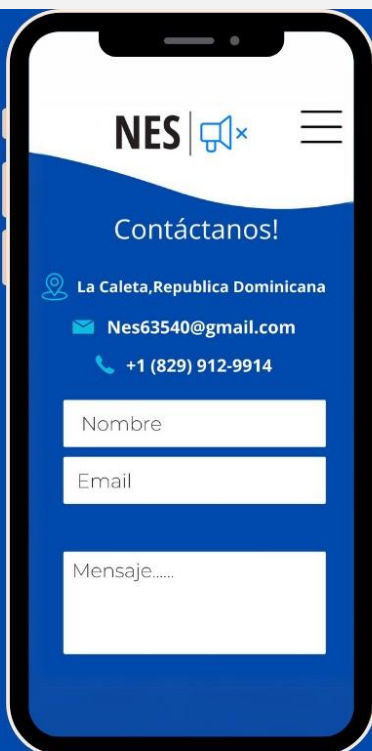 NES
Contáctanos!
La Caleta,Republica Dominicana
Nes63540@gmail.com
+1 (829) 912-9914
Nombre
Email
Mensaje......